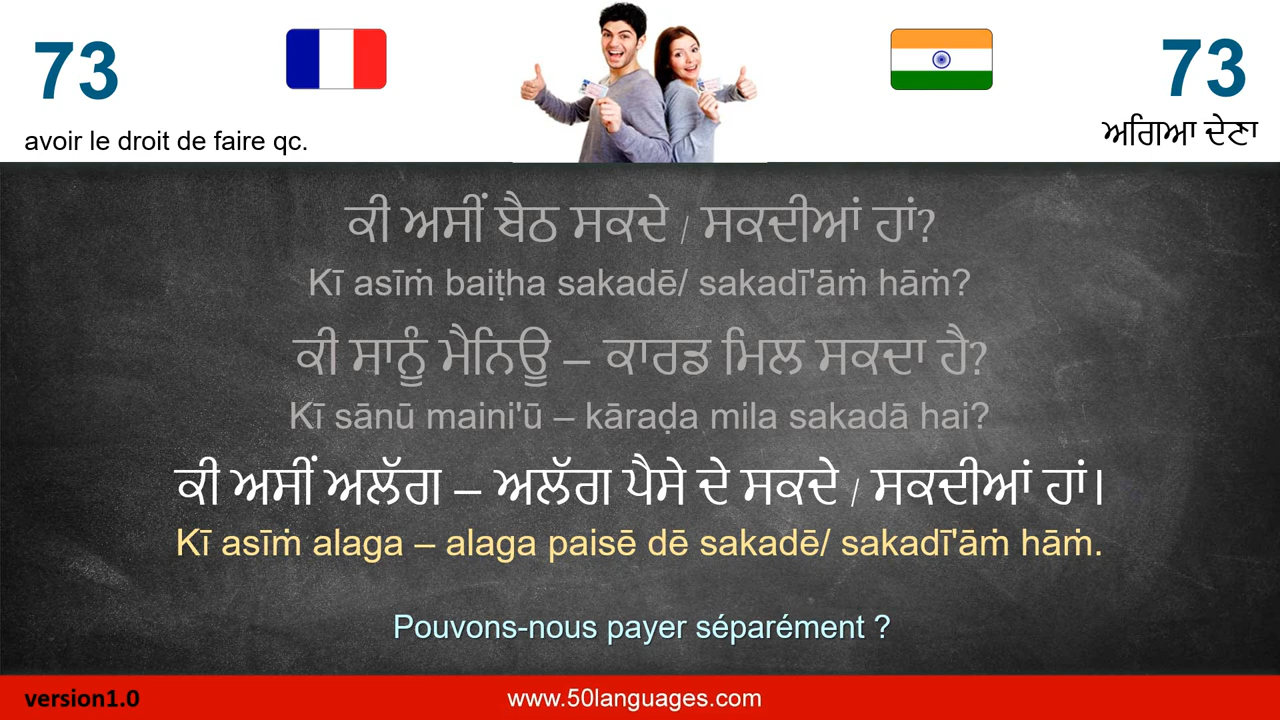 73
73
avoir le droit de faire qc.
ਅਗਿਆ ਦੇਣਾ
ਕੀ ਅਸੀਂ ਬੈਠ ਸਕਦੇ / ਸਕਦੀਆਂ ਹਾਂ?
Kī asīṁ baiṭha sakadē/ sakadī'āṁ hāṁ?
ਕੀ ਸਾਨੂੰ ਮੈਨਿਊ – ਕਾਰਡ ਮਿਲ ਸਕਦਾ ਹੈ?
Kī sānū maini'ū – kāraḍa mila sakadā hai?
ਕੀ ਅਸੀਂ ਅਲੱਗ – ਅਲੱਗ ਪੈਸੇ ਦੇ ਸਕਦੇ / ਸਕਦੀਆਂ ਹਾਂ।
Kī asīṁ alaga – alaga paisē dē sakadē/ sakadī'āṁ hāṁ.
Pouvons-nous payer séparément ?
version1.0
www.50languages.com